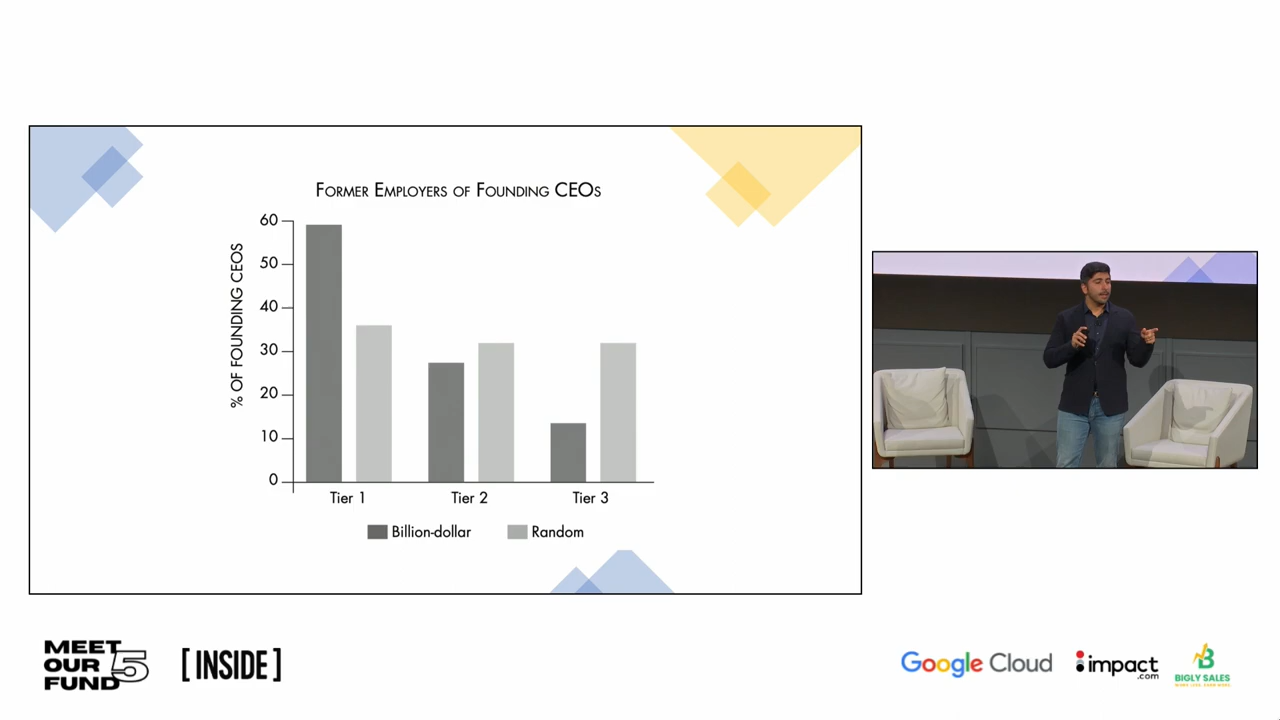 FORMER EMPLOYERS OF FOUNDING CEOS
60
50
40
30
20
10
0
% OF FOUNDING CEOS
Tier 1
Tier 2
Tier 3
Billion-dollar
Random
MEET
OUR
FUND 5
[INSIDE]
Google Cloud
impact
.com
BIGLY SALES